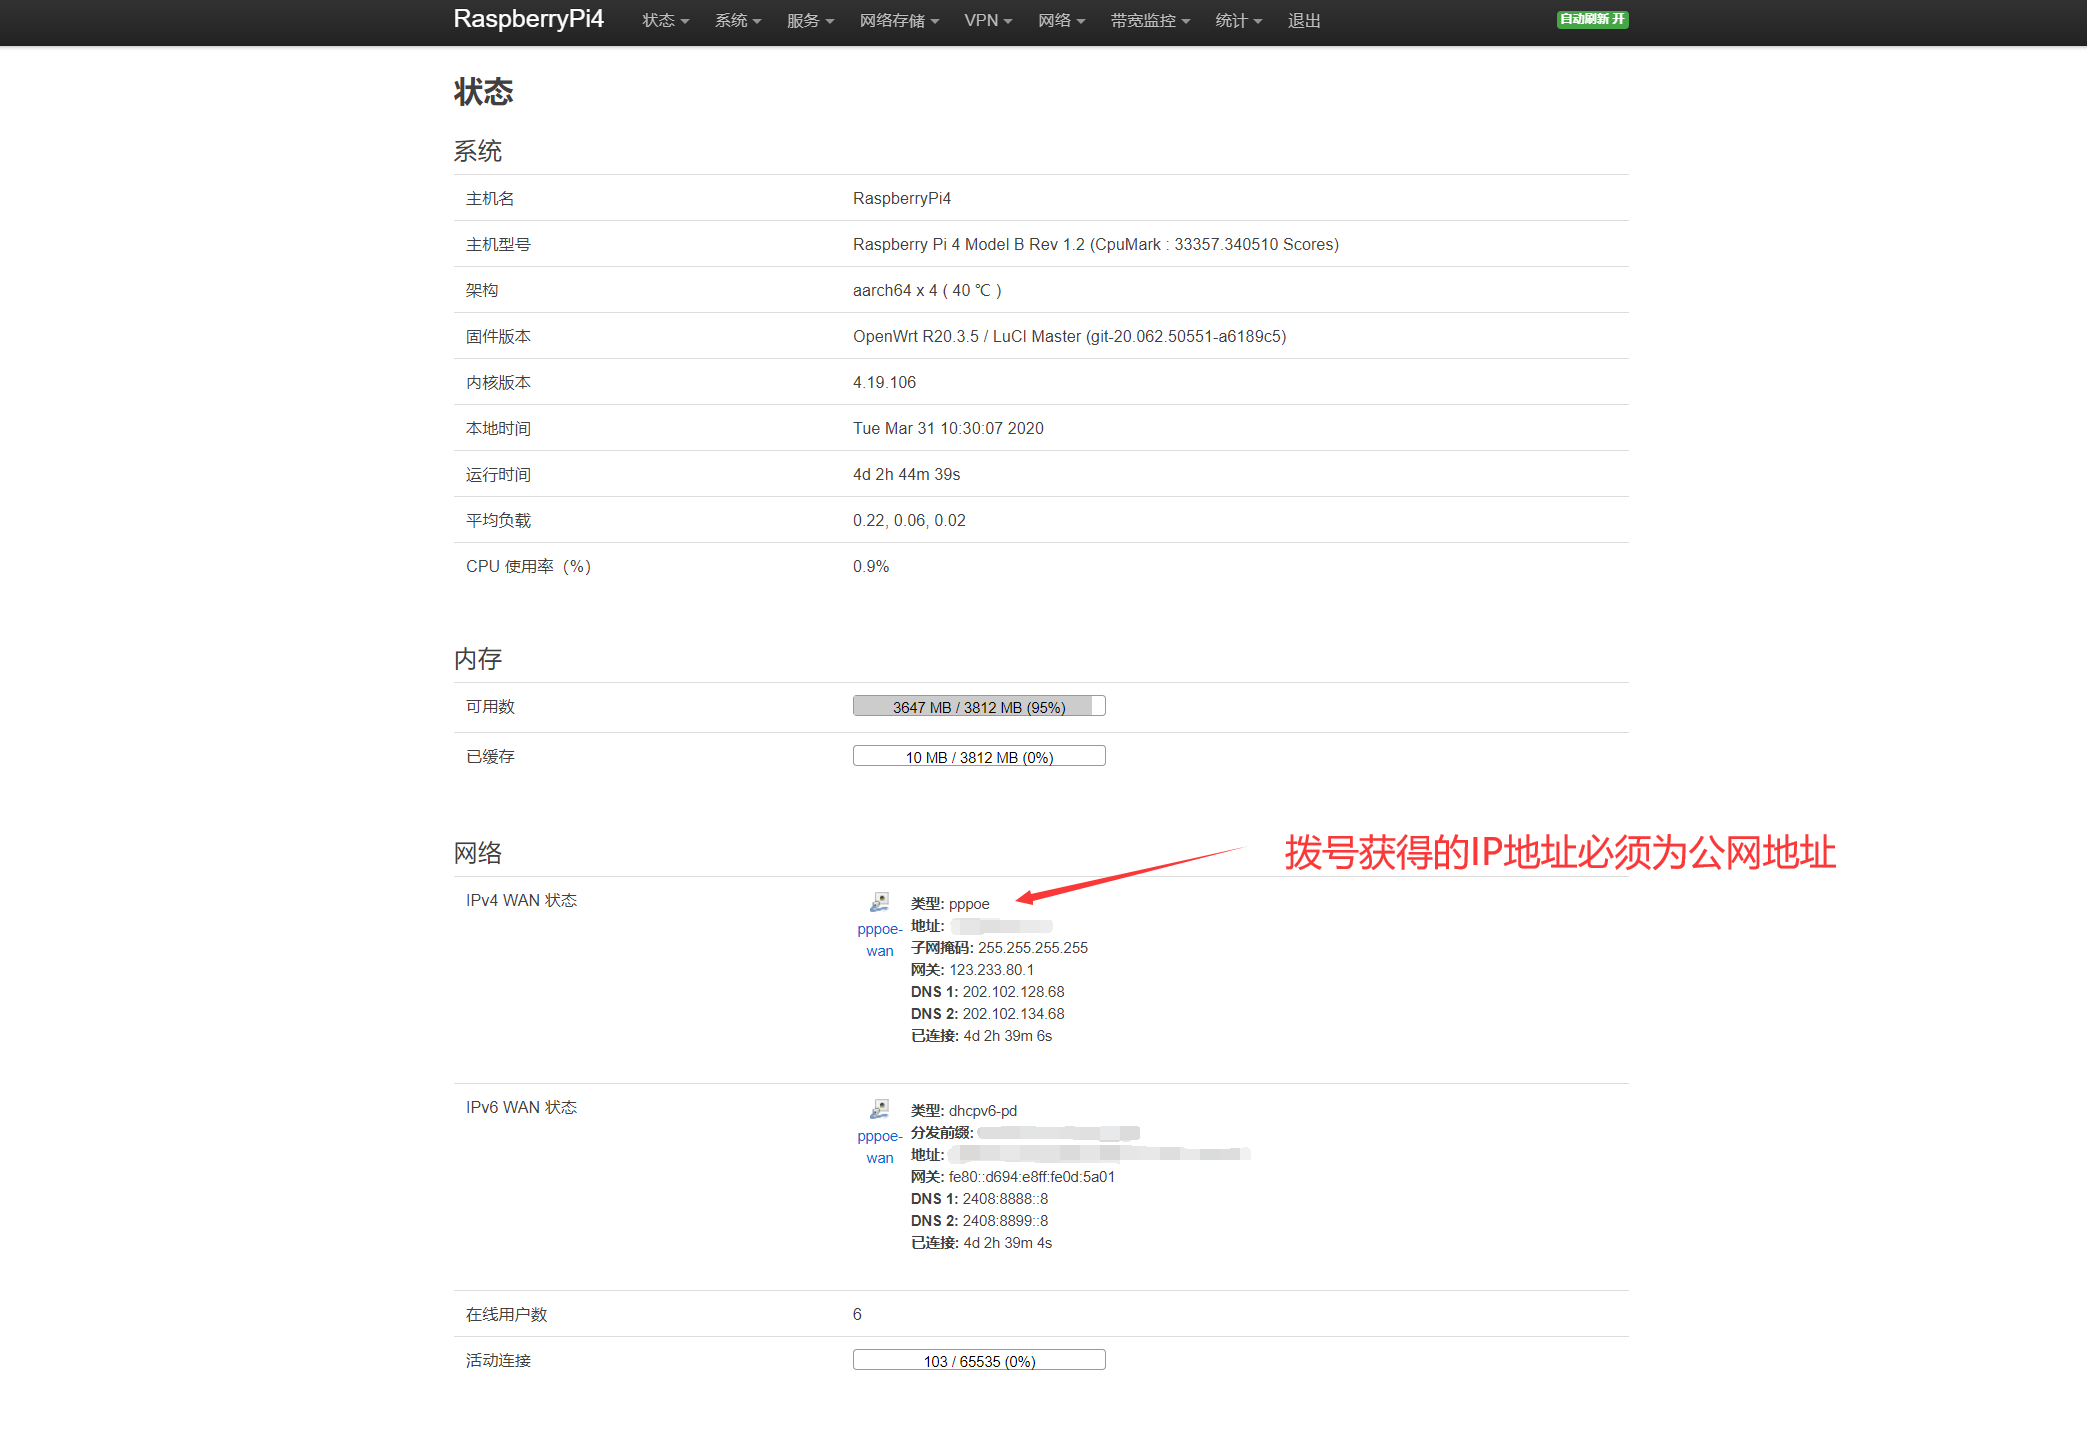 RaspberryPi4 状态 系统 服务 网络存储 VPN 网络 带宽监控 统计 退出 自动刷新 开
状态
系统
主机名 RaspberryPi4
主机型号 Raspberry Pi 4 Model B Rev 1.2 (CpuMark : 33357.340510 Scores)
架构 aarch64 x 4 ( 40 ℃ )
固件版本 OpenWrt R20.3.5 / LuCI Master (git-20.062.50551-a6189c5)
内核版本 4.19.106
本地时间 Tue Mar 31 10:30:07 2020
运行时间 4d 2h 44m 39s
平均负载 0.22, 0.06, 0.02
CPU 使用率（%） 0.9%
内存
可用数 3647 MB / 3812 MB (95%)
已缓存 10 MB / 3812 MB (0%)
拨号获得的IP地址必须为公网地址
网络
IPv4 WAN 状态
pppoe-
wan
类型: pppoe
地址:
子网掩码: 255.255.255.255
网关: 123.233.80.1
DNS 1: 202.102.128.68
DNS 2: 202.102.134.68
已连接: 4d 2h 39m 6s
IPv6 WAN 状态
pppoe-
wan
类型: dhcpv6-pd
分发前缀:
地址:
网关: fe80::d694:e8ff:fe0d:5a01
DNS 1: 2408:8888::8
DNS 2: 2408:8899::8
已连接: 4d 2h 39m 4s
在线用户数 6
活动连接 103 / 65535 (0%)